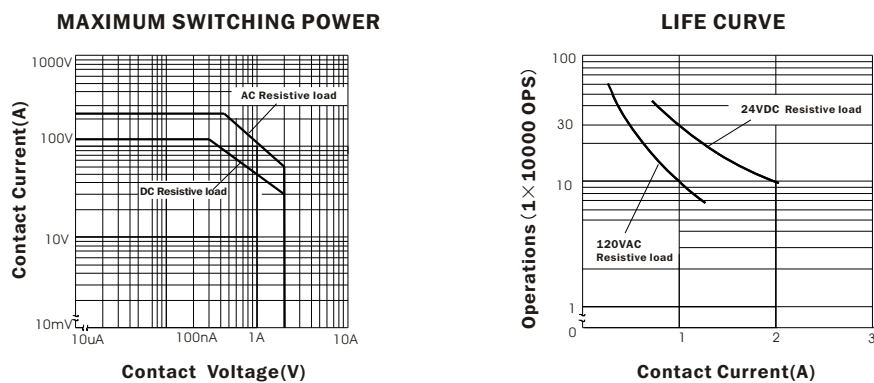 MAXIMUM SWITCHING POWER
Contact Current(A)
1000V
100V
10V
10mV
AC Resistive load
DC Resistive load
10uA
100nA
1A
10A
Contact Voltage(V)
LIFE CURVE
Operations (1×10000 OPS)
100
30
10
1
0
24VDC Resistive load
120VAC
Resistive load
1
2
3
Contact Current(A)